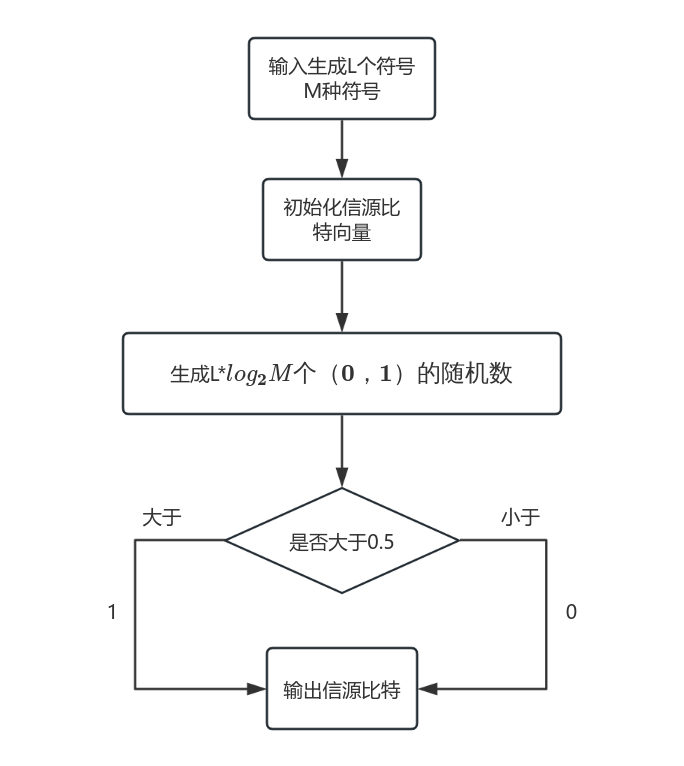 输入生成L个符号
M种符号
初始化信源比
特向量
生成L*log₂M个（0，1）的随机数
大于
小于
是否大于0.5
1
0
输出信源比特